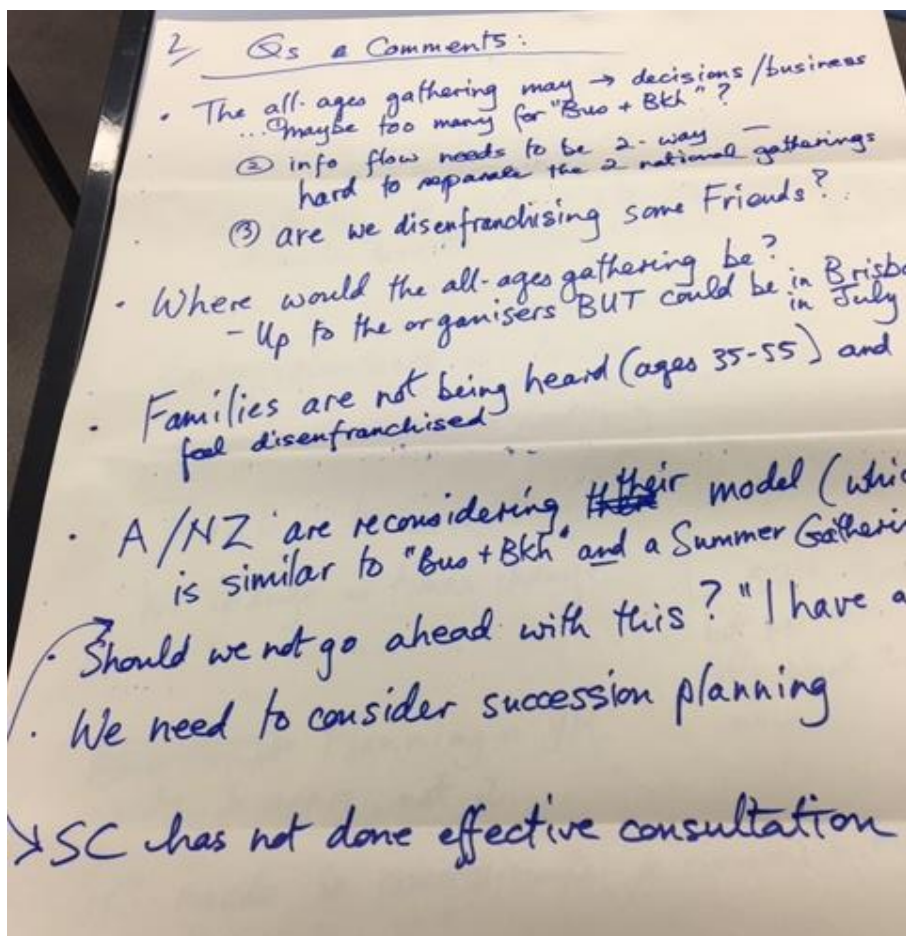 2/ Qs & Comments:
• The all-ages gathering may → decisions/business
... ① maybe too many for "Bus + Bkh"?
② info flow needs to be 2-way —
hard to separate the 2 national gatherings
③ are we disenfranchising some Friends?
• Where would the all-ages gathering be?
- Up to the organisers BUT could be in Brisba
in July
• Families are not being heard (ages 35-55) and
feel disenfranchised
• A/NZ are reconsidering their model (whic
is similar to "Bus + Bkh" and a Summer Gatheri
• Should we not go ahead with this? "I have a
• We need to consider succession planning
SC has not done effective consultation